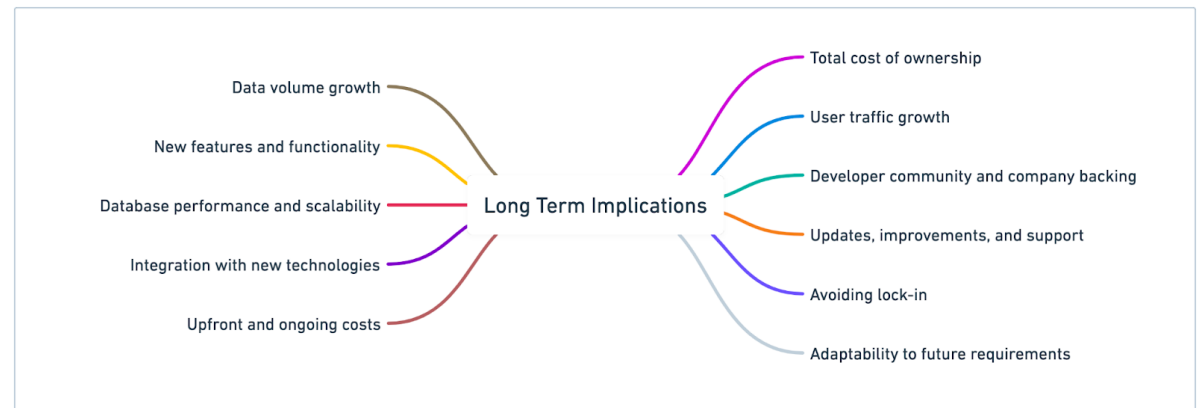 Long Term Implications
Data volume growth
New features and functionality
Database performance and scalability
Integration with new technologies
Upfront and ongoing costs
Total cost of ownership
User traffic growth
Developer community and company backing
Updates, improvements, and support
Avoiding lock-in
Adaptability to future requirements